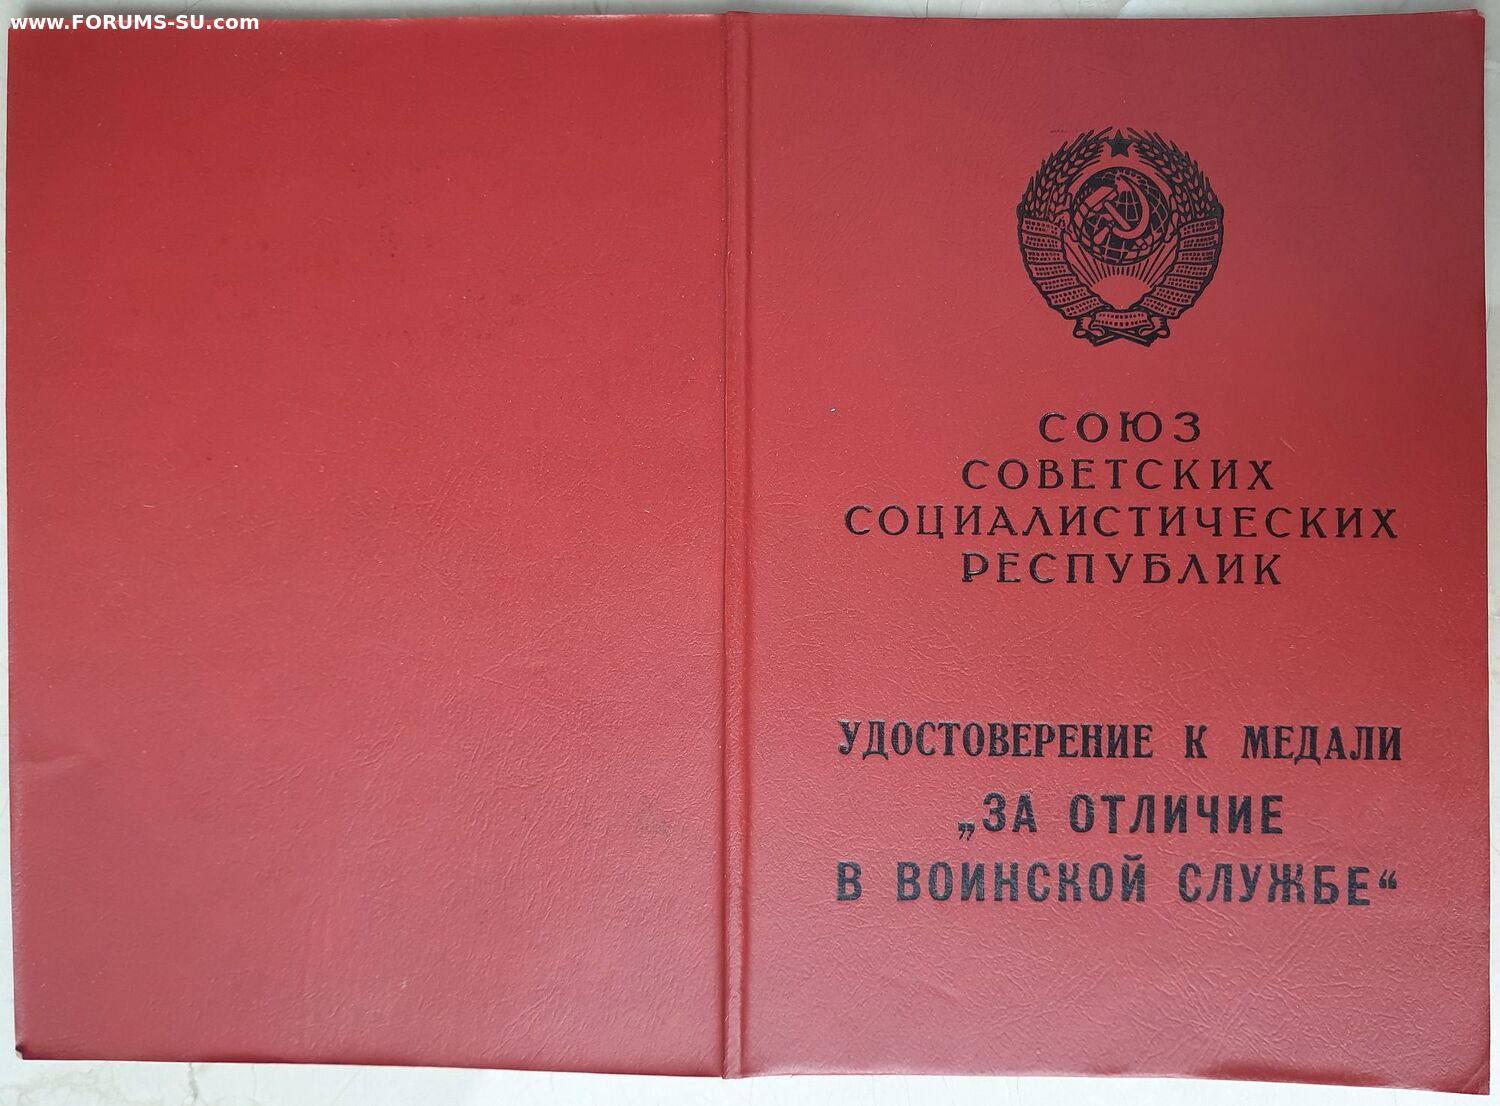 www.FORUMS-SU.com
СОЮЗ
СОВЕТСКИХ
СОЦИАЛИСТИЧЕСКИХ
РЕСПУБЛИК
УДОСТОВЕРЕНИЕ К МЕДАЛИ
„ЗА ОТЛИЧИЕ
В ВОИНСКОЙ СЛУЖБЕ“